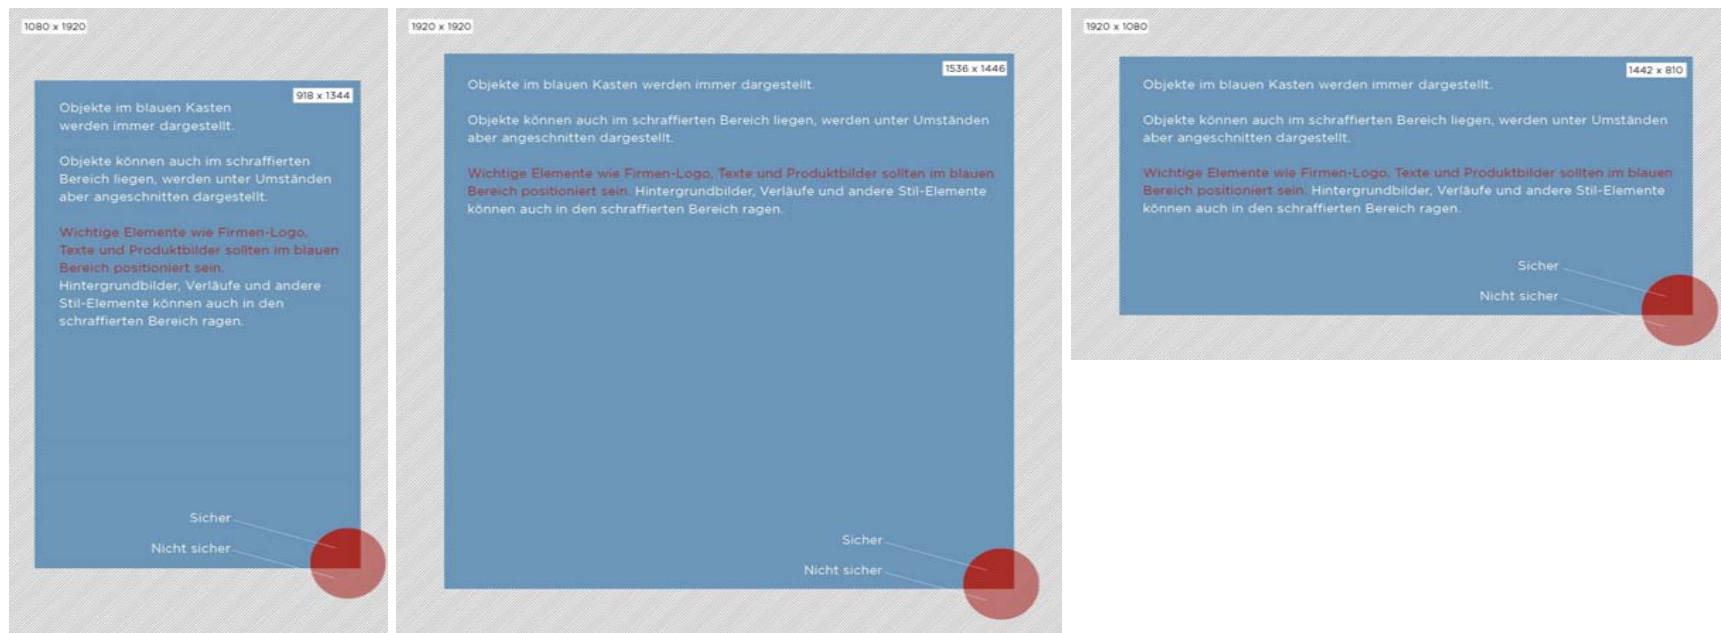 1080 x 1920
918 x 1344
Objekte im blauen Kasten
werden immer dargestellt.
Objekte können auch im schraffierten
Bereich liegen, werden unter Umständen
aber angeschnitten dargestellt.
Wichtige Elemente wie Firmen-Logo,
Texte und Produktbilder sollten im blauen
Bereich positioniert sein.
Hintergrundbilder, Verläufe und andere
Stil-Elemente können auch in den
schraffierten Bereich ragen.
Sicher
Nicht sicher
1920 x 1920
1536 x 1446
Objekte im blauen Kasten werden immer dargestellt.
Objekte können auch im schraffierten Bereich liegen, werden unter Umständen
aber angeschnitten dargestellt.
Wichtige Elemente wie Firmen-Logo, Texte und Produktbilder sollten im blauen
Bereich positioniert sein. Hintergrundbilder, Verläufe und andere Stil-Elemente
können auch in den schraffierten Bereich ragen.
Sicher
Nicht sicher
1920 x 1080
1442 x 810
Objekte im blauen Kasten werden immer dargestellt.
Objekte können auch im schraffierten Bereich liegen, werden unter Umständen
aber angeschnitten dargestellt.
Wichtige Elemente wie Firmen-Logo, Texte und Produktbilder sollten im blauen
Bereich positioniert sein. Hintergrundbilder, Verläufe und andere Stil-Elemente
können auch in den schraffierten Bereich ragen.
Sicher
Nicht sicher